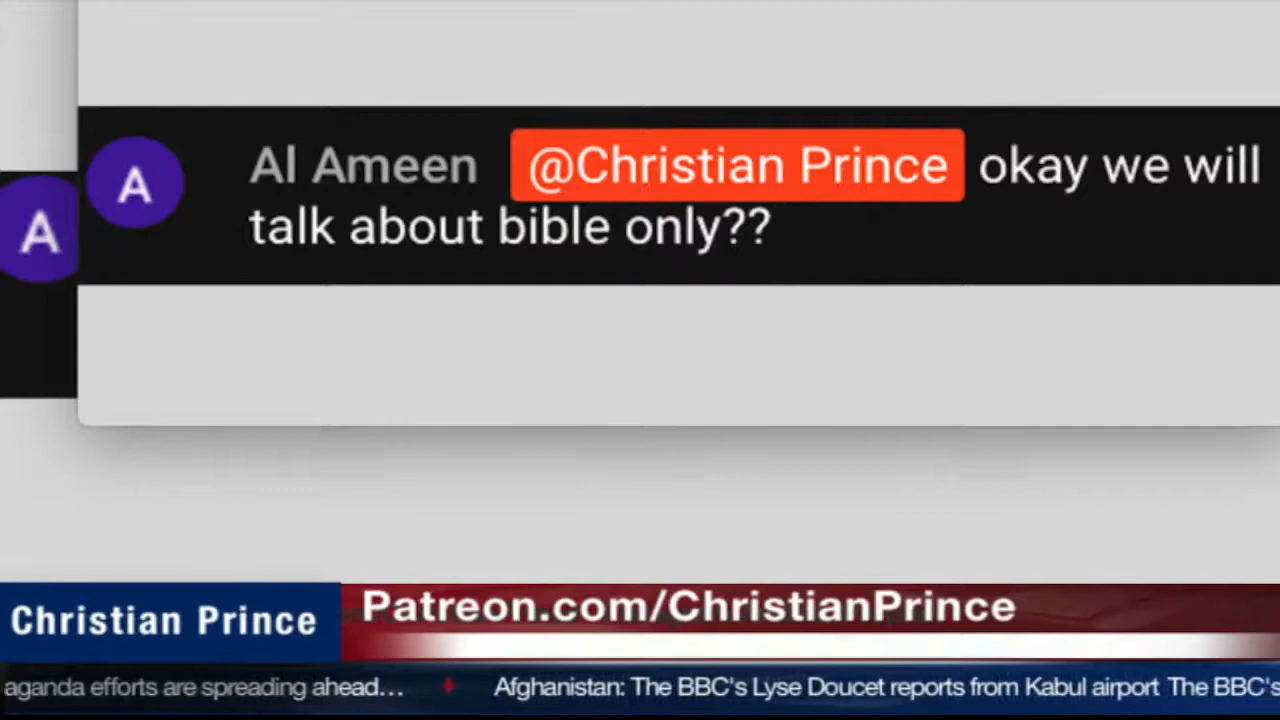 A
A
Al Ameen @Christian Prince okay we will
talk about bible only??
Patreon.com/ChristianPrince
Christian Prince
aganda efforts are spreading ahead... Afghanistan: The BBC's Lyse Doucet reports from Kabul airport The BBC's